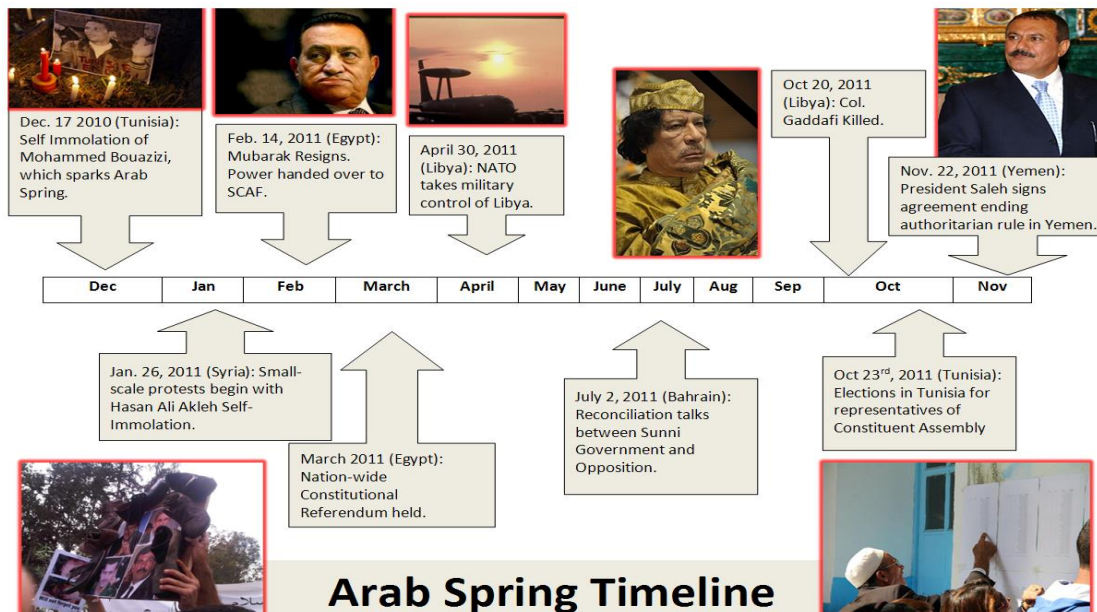 Dec. 17 2010 (Tunisia):
Self Immolation of
Mohammed Bouazizi,
which sparks Arab
Spring.
Feb. 14, 2011 (Egypt):
Mubarak Resigns.
Power handed over to
SCAF.
April 30, 2011
(Libya): NATO
takes military
control of Libya.
Oct 20, 2011
(Libya): Col.
Gaddafi Killed.
Nov. 22, 2011 (Yemen):
President Saleh signs
agreement ending
authoritarian rule in Yemen.
Dec Jan Feb March April May June July Aug Sep Oct Nov
Jan. 26, 2011 (Syria): Small-
scale protests begin with
Hasan Ali Akleh Self-
Immolation.
March 2011 (Egypt):
Nation-wide
Constitutional
Referendum held.
July 2, 2011 (Bahrain):
Reconciliation talks
between Sunni
Government and
Opposition.
Oct 23rd, 2011 (Tunisia):
Elections in Tunisia for
representatives of
Constituent Assembly
Arab Spring Timeline